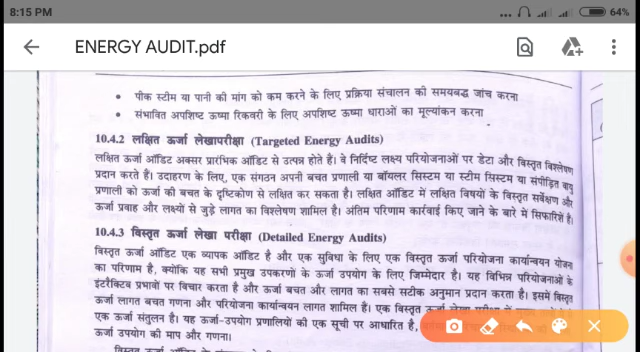 8:15 PM
64%
ENERGY AUDIT.pdf
• पीक स्टीम या पानी की मांग को कम करने के लिए प्रक्रिया संचालन की समयबद्ध जांच करना
• संभावित अपशिष्ट ऊष्मा रिकवरी के लिए अपशिष्ट ऊष्मा धाराओं का मूल्यांकन करना
10.4.2 लक्षित ऊर्जा लेखापरीक्षा (Targeted Energy Audits)
लक्षित ऊर्जा ऑडिट अक्सर प्रारंभिक ऑडिट से उत्पन्न होते हैं। वे निर्दिष्ट लक्ष्य परियोजनाओं पर डेटा और विस्तृत विश्लेषण
प्रदान करते हैं। उदाहरण के लिए, एक संगठन अपनी बचत प्रणाली या बॉयलर सिस्टम या स्टीम सिस्टम या संपीड़ित वायु
प्रणाली को ऊर्जा की बचत के दृष्टिकोण से लक्षित कर सकता है। लक्षित ऑडिट में लक्षित विषयों के विस्तृत सर्वेक्षण और
ऊर्जा प्रवाह और लक्ष्यों से जुड़े लागत का विश्लेषण शामिल है। अंतिम परिणाम कार्रवाई किए जाने के बारे में सिफारिशें है।
10.4.3 विस्तृत ऊर्जा लेखा परीक्षा (Detailed Energy Audits)
विस्तृत ऊर्जा ऑडिट एक व्यापक ऑडिट है और एक सुविधा के लिए एक विस्तृत ऊर्जा परियोजना कार्यान्वयन योजना
का परिणाम है, क्योंकि यह सभी प्रमुख उपकरणों के ऊर्जा उपयोग के लिए जिम्मेदार है। यह विभिन्न परियोजनाओं के
इंटरैक्टिव प्रभावों पर विचार करता है और ऊर्जा बचत और लागत का सबसे सटीक अनुमान प्रदान करता है। इसमें विस्तृत
ऊर्जा लागत बचत गणना और परियोजना कार्यान्वयन लागत शामिल हैं। एक विस्तृत
एक ऊर्जा संतुलन है। यह ऊर्जा-उपयोग प्रणालियों की एक सूची पर आधारित है,
ऊर्जा उपयोग की माप और गणना।